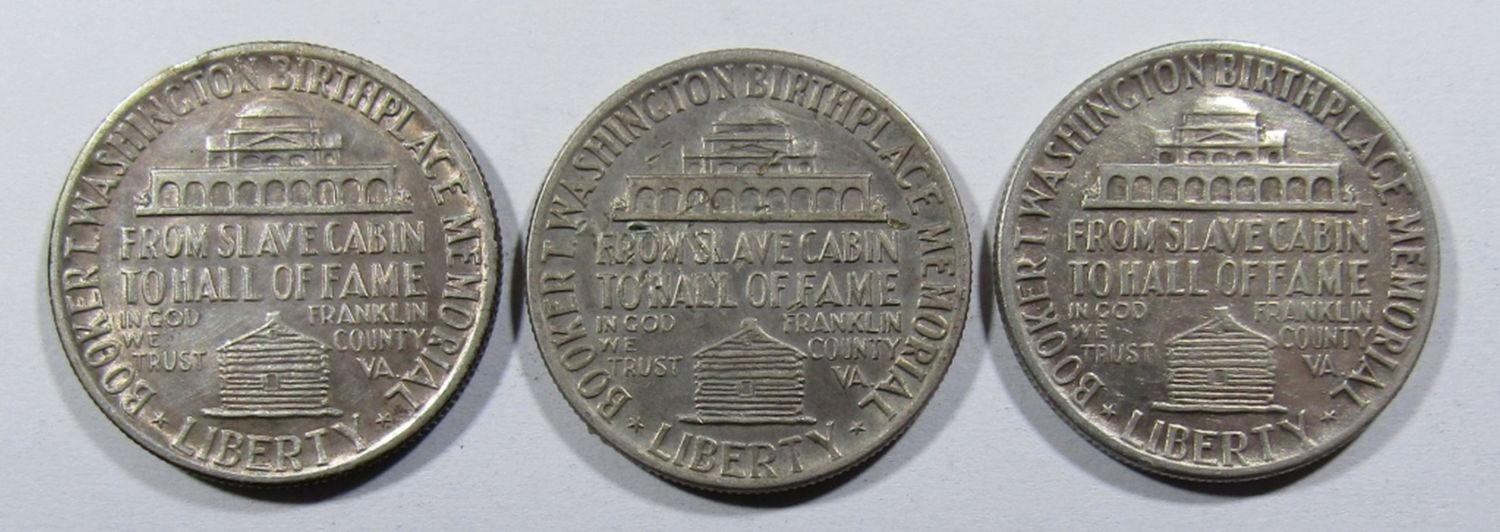 BOOKER T. WASHINGTON BIRTHPLACE MEMORIAL
FROM SLAVE CABIN
TO HALL OF FAME
IN GOD
WE
TRUST
FRANKLIN
COUNTY
VA.
LIBERTY
BOOKER T. WASHINGTON BIRTHPLACE MEMORIAL
FROM SLAVE CABIN
TO HALL OF FAME
IN GOD
WE
TRUST
FRANKLIN
COUNTY
VA.
LIBERTY
BOOKER T. WASHINGTON BIRTHPLACE MEMORIAL
FROM SLAVE CABIN
TO HALL OF FAME
IN GOD
WE
TRUST
FRANKLIN
COUNTY
VA.
LIBERTY